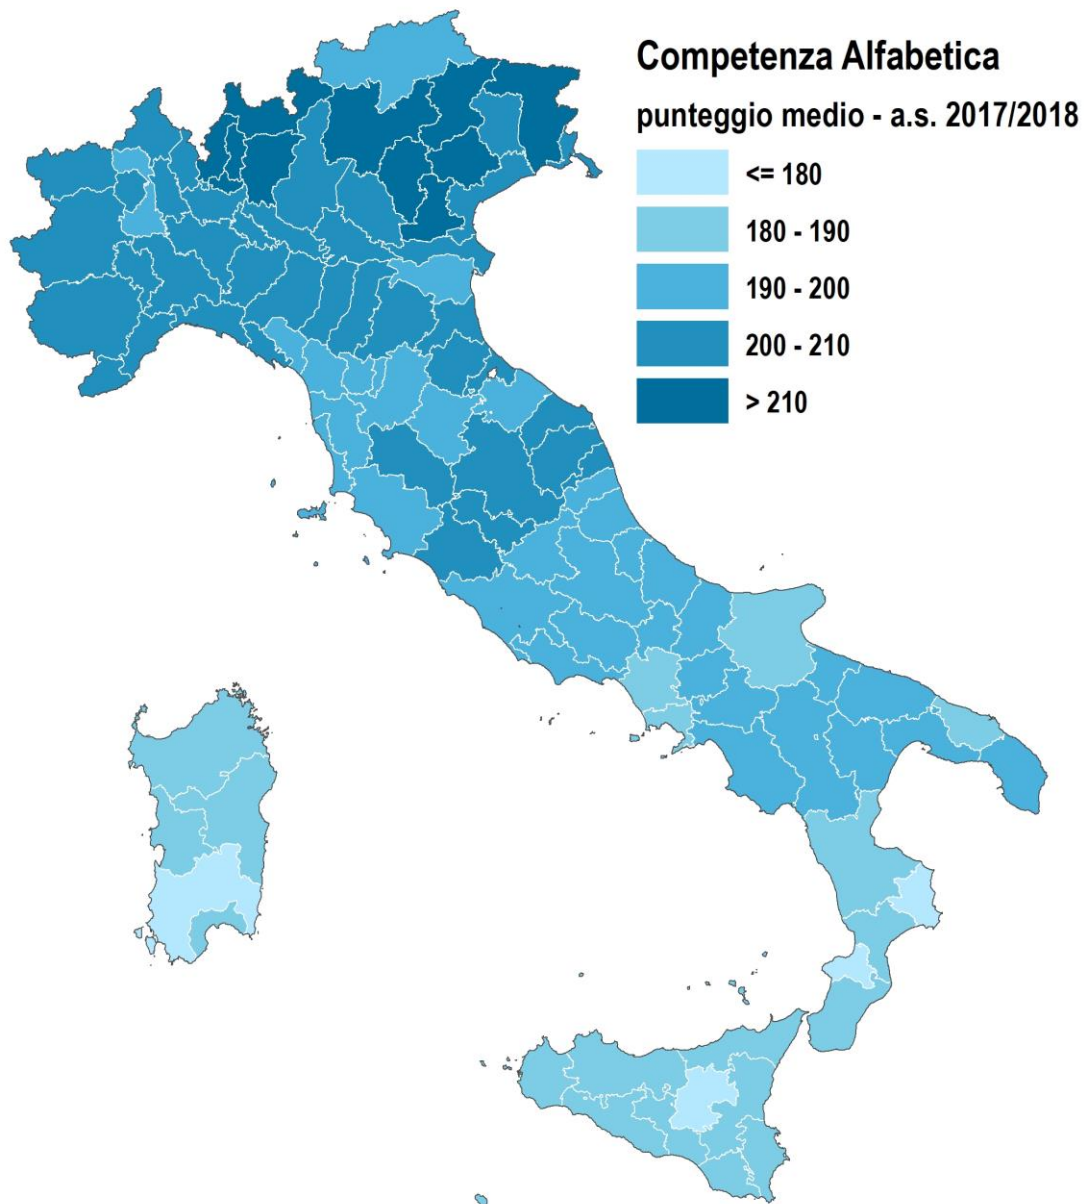 Competenza Alfabetica
punteggio medio - a.s. 2017/2018
<= 180
180 - 190
190 - 200
200 - 210
> 210